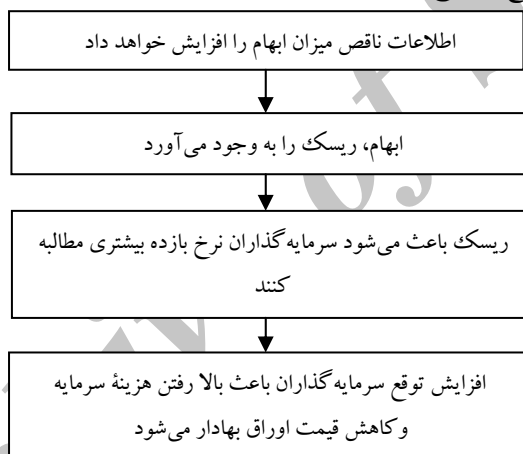 اطلاعات ناقص میزان ابهام را افزایش خواهد داد
ابهام، ریسک را به وجود می‌آورد
ریسک باعث می‌شود سرمایه‌گذاران نرخ بازده بیشتری مطالبه
کنند
افزایش توقع سرمایه‌گذاران باعث بالا رفتن هزینۀ سرمایه
وکاهش قیمت اوراق بهادار می‌شود